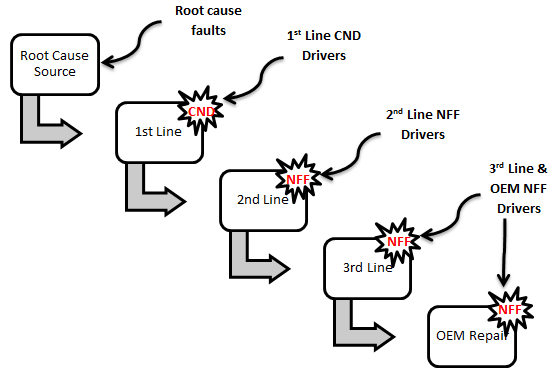 Root cause
faults
1st Line CND
Drivers
Root Cause
Source
CND
1st Line
2nd Line NFF
Drivers
NFF
2nd Line
3rd Line &
OEM NFF
Drivers
NFF
3rd Line
NFF
OEM Repair